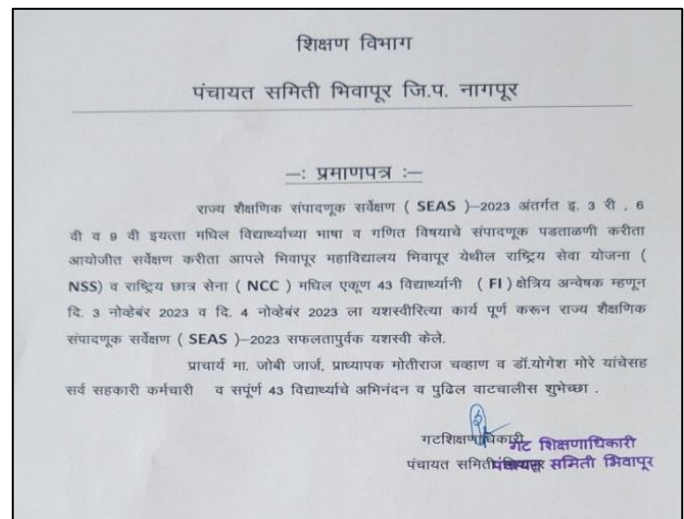 शिक्षण विभाग
पंचायत समिती भिवापूर जि.प. नागपूर
–: प्रमाणपत्र :–
राज्य शैक्षणिक संपादणूक सर्वेक्षण ( SEAS )–2023 अंतर्गत इ. 3 री , 6
वी व 9 वी इयत्ता मधिल विद्यार्थ्यांच्या भाषा व गणित विषयाचे संपादणूक पडताळणी करीता
आयोजीत सर्वेक्षण करीता आपले भिवापूर महाविद्यालय भिवापूर येथील राष्ट्रिय सेवा योजना (
NSS) व राष्ट्रिय छात्र सेना ( NCC ) मधिल एकूण 43 विद्यार्थ्यांनी ( FI ) क्षेत्रिय अन्वेषक म्हणून
दि. 3 नोव्हेबंर 2023 व दि. 4 नोव्हेबंर 2023 ला यशस्वीरित्या कार्य पूर्ण करून राज्य शैक्षणिक
संपादणूक सर्वेक्षण ( SEAS )–2023 सफलतापुर्वक यशस्वी केले.
प्राचार्य मा. जोबी जार्ज, प्राध्यापक मोतीराज चव्हाण व डॉ.योगेश मोरे यांचेसह
सर्व सहकारी कर्मचारी व सपूंर्ण 43 विद्यार्थ्याचे अभिनंदन व पुढिल वाटचालीस शुभेच्छा .
गटशिक्षणाधिकारी गट शिक्षणाधिकारी
पंचायत समिती भिवापूर पंचायत समिती भिवापूर